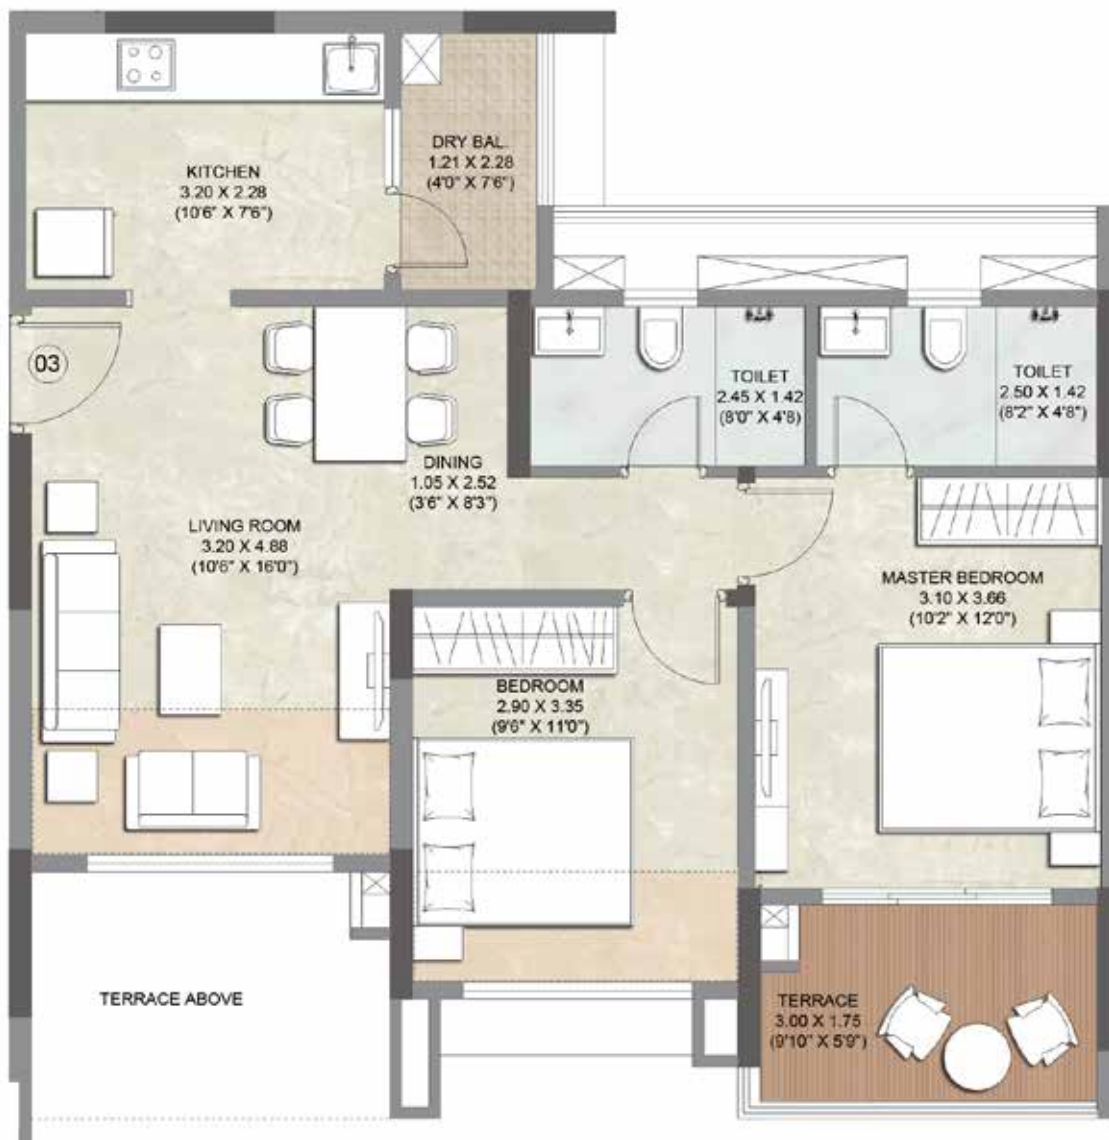 DRY BAL.
1.21 X 2.28
(4'0" X 7'6")
KITCHEN
3.20 X 2.28
(10'6" X 7'6")
03
TOILET
2.45 X 1.42
(8'0" X 4'8)
TOILET
2.50 X 1.42
(8'2" X 4'8")
DINING
1.05 X 2.52
(3'6" X 8'3")
LIVING ROOM
3.20 X 4.88
(10'6" X 16'0")
MASTER BEDROOM
3.10 X 3.66
(10'2" X 12'0")
BEDROOM
2.90 X 3.35
(9'6" X 11'0")
TERRACE ABOVE
TERRACE
3.00 X 1.75
(9'10" X 5'9")